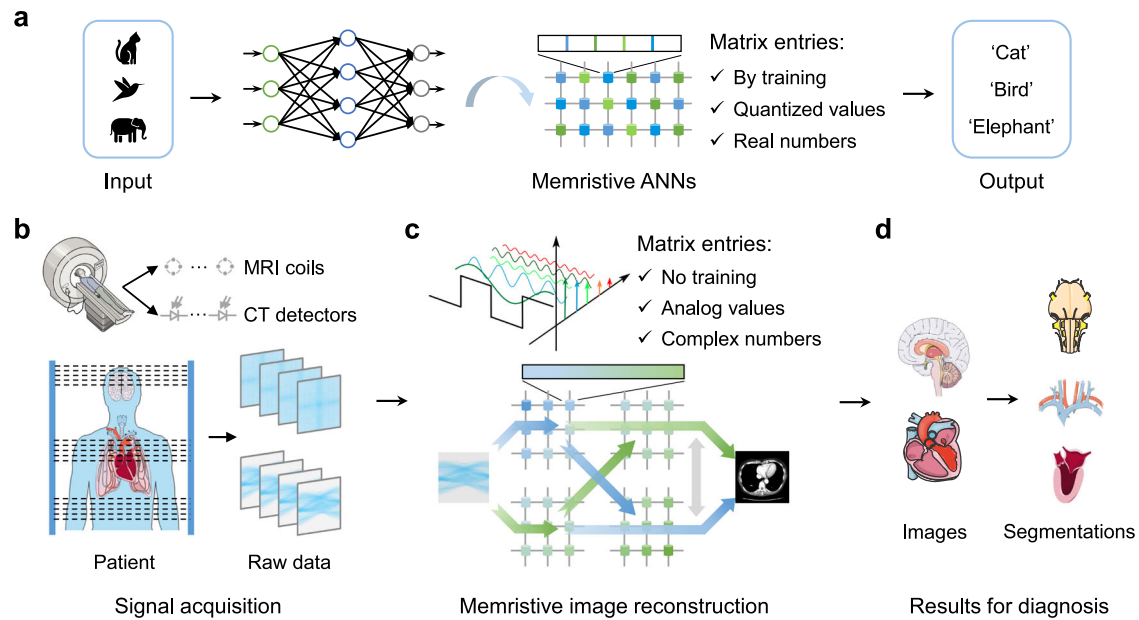 a
Input
Memristive ANNs
Matrix entries:
✓ By training
✓ Quantized values
✓ Real numbers
‘Cat’
‘Bird’
‘Elephant’
Output
b
MRI coils
CT detectors
Patient
Raw data
Signal acquisition
c
Matrix entries:
✓ No training
✓ Analog values
✓ Complex numbers
Memristive image reconstruction
d
Images
Segmentations
Results for diagnosis